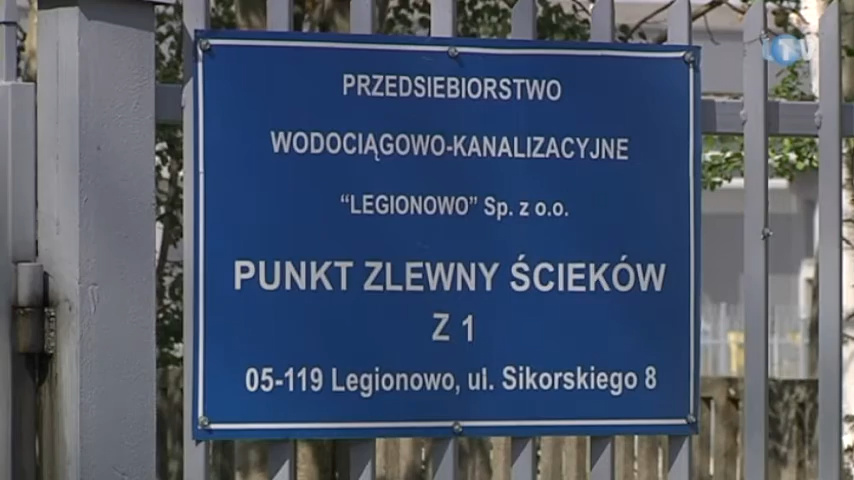 PRZEDSIEBIORSTWO
WODOCIĄGOWO-KANALIZACYJNE
"LEGIONOWO" Sp. z o.o.
PUNKT ZLEWNY ŚCIEKÓW
Z 1
05-119 Legionowo, ul. Sikorskiego 8